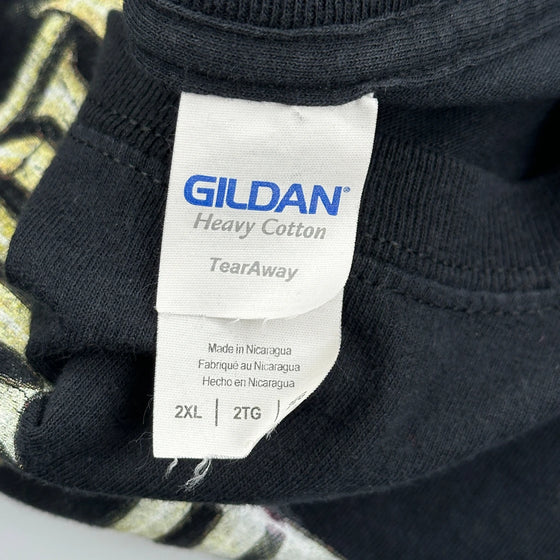 GILDAN®
Heavy Cotton
TearAway
Made in Nicaragua
Fabriqué au Nicaragua
Hecho en Nicaragua
2XL | 2TG |